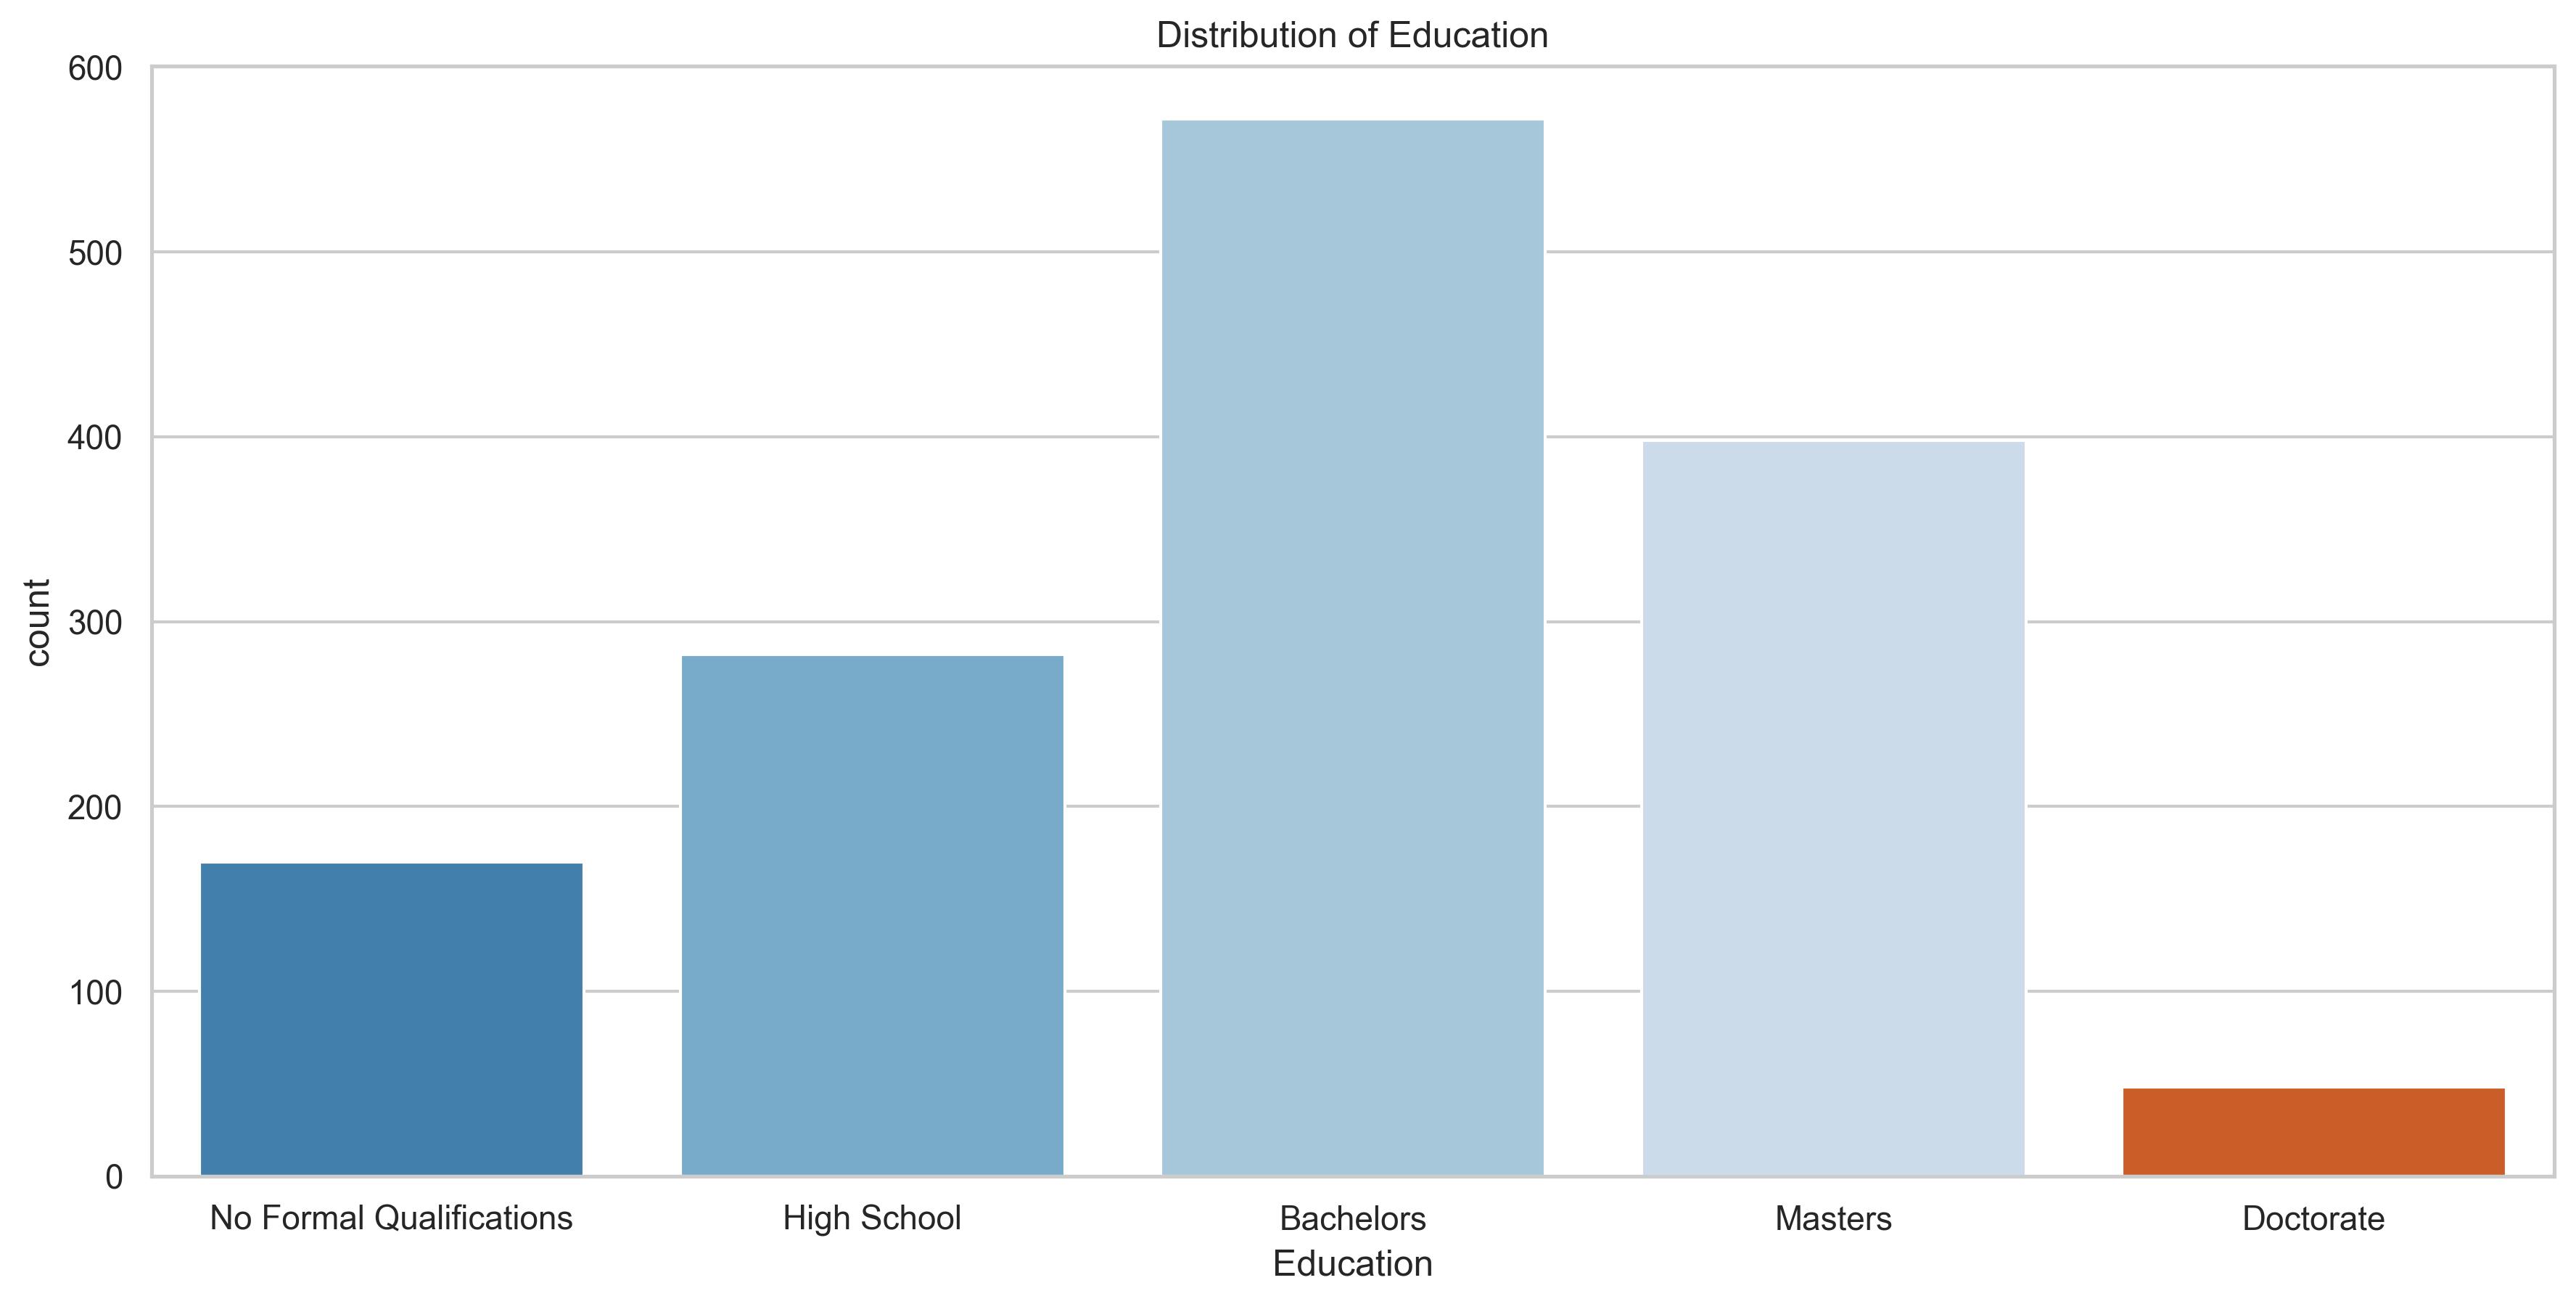 Distribution of Education
600
500
400
300
200
100
0
count
No Formal Qualifications
High School
Bachelors
Masters
Doctorate
Education